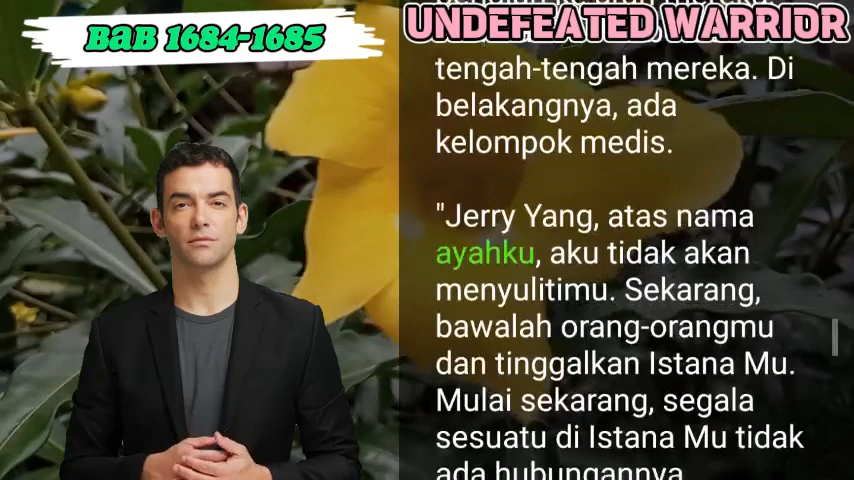 BAB 1684-1685
UNDEFEATED WARRIOR
tengah-tengah mereka. Di
belakangnya, ada
kelompok medis.
"Jerry Yang, atas nama
ayahku, aku tidak akan
menyulitimu. Sekarang,
bawalah orang-orangmu
dan tinggalkan Istana Mu.
Mulai sekarang, segala
sesuatu di Istana Mu tidak
ada hubungannya